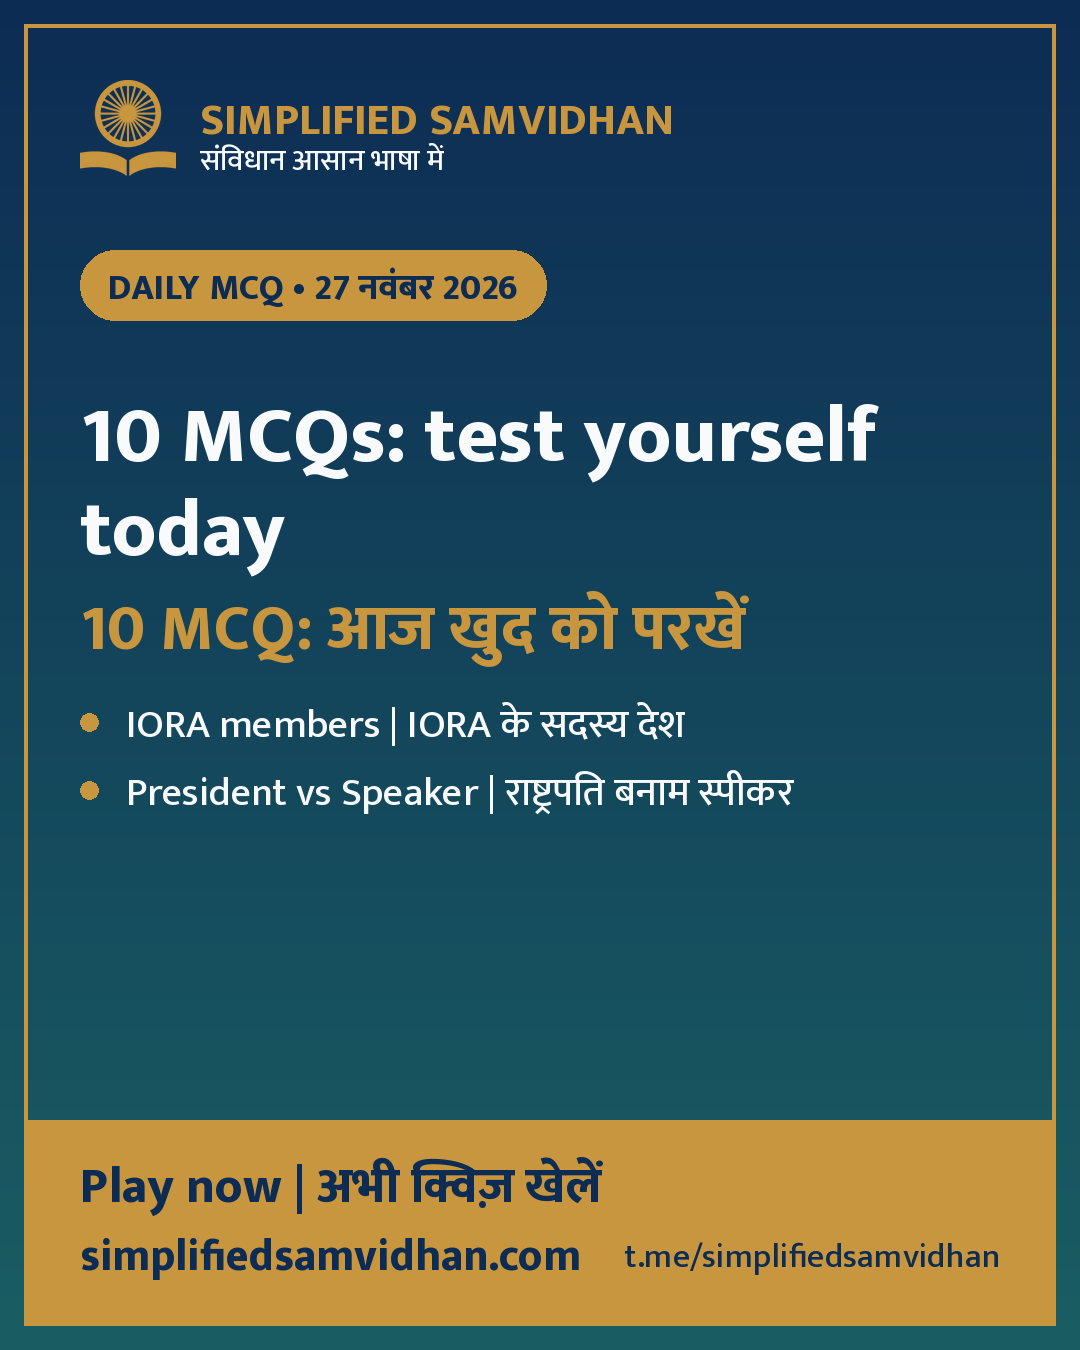 SIMPLIFIED SAMVIDHAN
संविधान आसान भाषा में
DAILY MCQ • 27 नवंबर 2026
10 MCQs: test yourself
today
10 MCQ: आज खुद को परखें
IORA members | IORA के सदस्य देश
President vs Speaker | राष्ट्रपति बनाम स्पीकर
Play now | अभी क्विज़ खेलें
simplifiedsamvidhan.com t.me/simplifiedsamvidhan